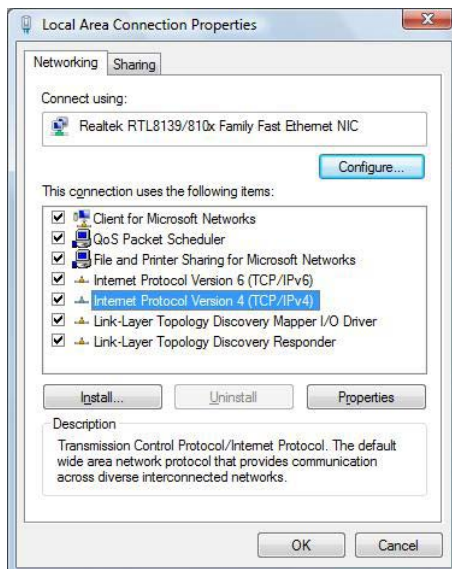 Local Area Connection Properties
Networking
Sharing
Connect using:
Realtek RTL8139/810x Family Fast Ethernet NIC
Configure...
This connection uses the following items:
Client for Microsoft Networks
QoS Packet Scheduler
File and Printer Sharing for Microsoft Networks
Internet Protocol Version 6 (TCP/IPv6)
Internet Protocol Version 4 (TCP/IPv4)
Link-Layer Topology Discovery Mapper I/O Driver
Link-Layer Topology Discovery Responder
Install...
Uninstall
Properties
Description
Transmission Control Protocol/Internet Protocol. The default
wide area network protocol that provides communication
across diverse interconnected networks.
OK
Cancel